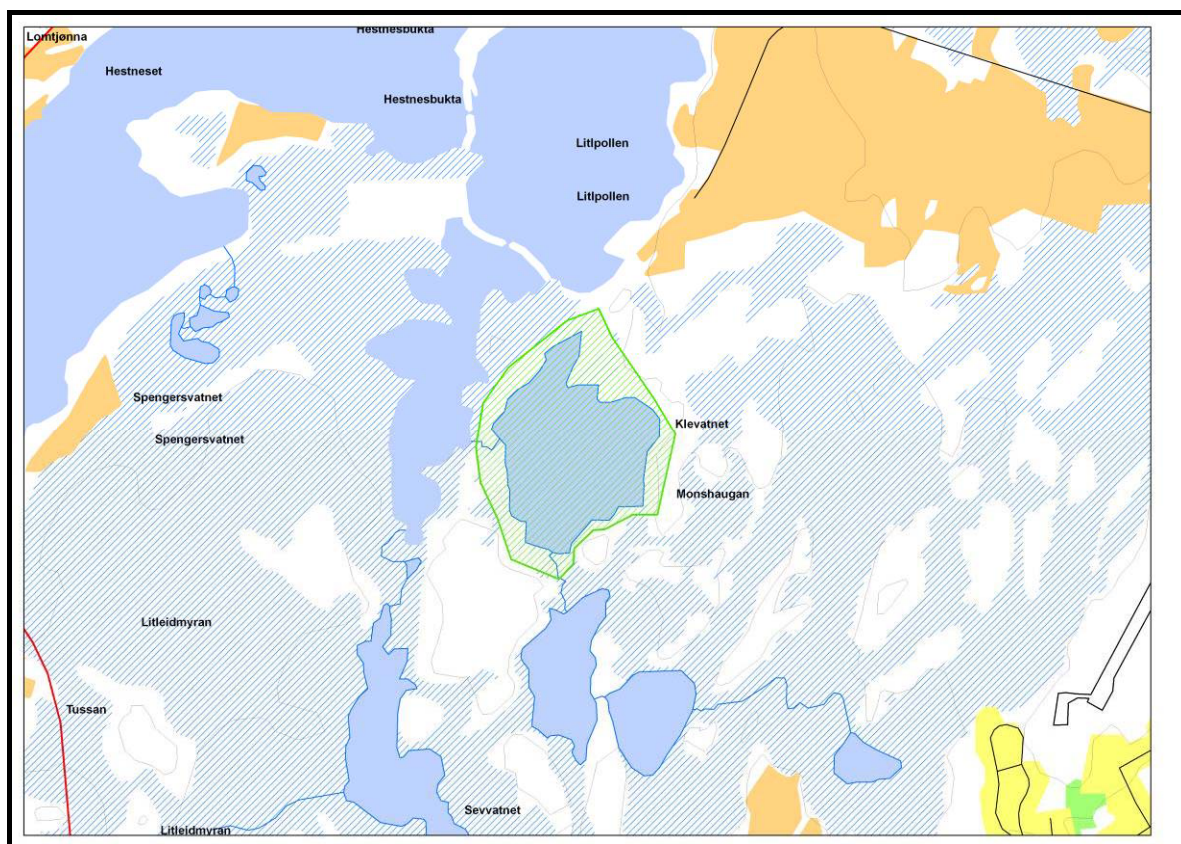 Hestnesbukta
Lomtjønna
Hestneset
Hestnesbukta
Litlpollen
Litlpollen
Spengersvatnet
Klevatnet
Spengersvatnet
Monshaugan
Litleidmyran
Tussan
Sevvatnet
Litleidmyran